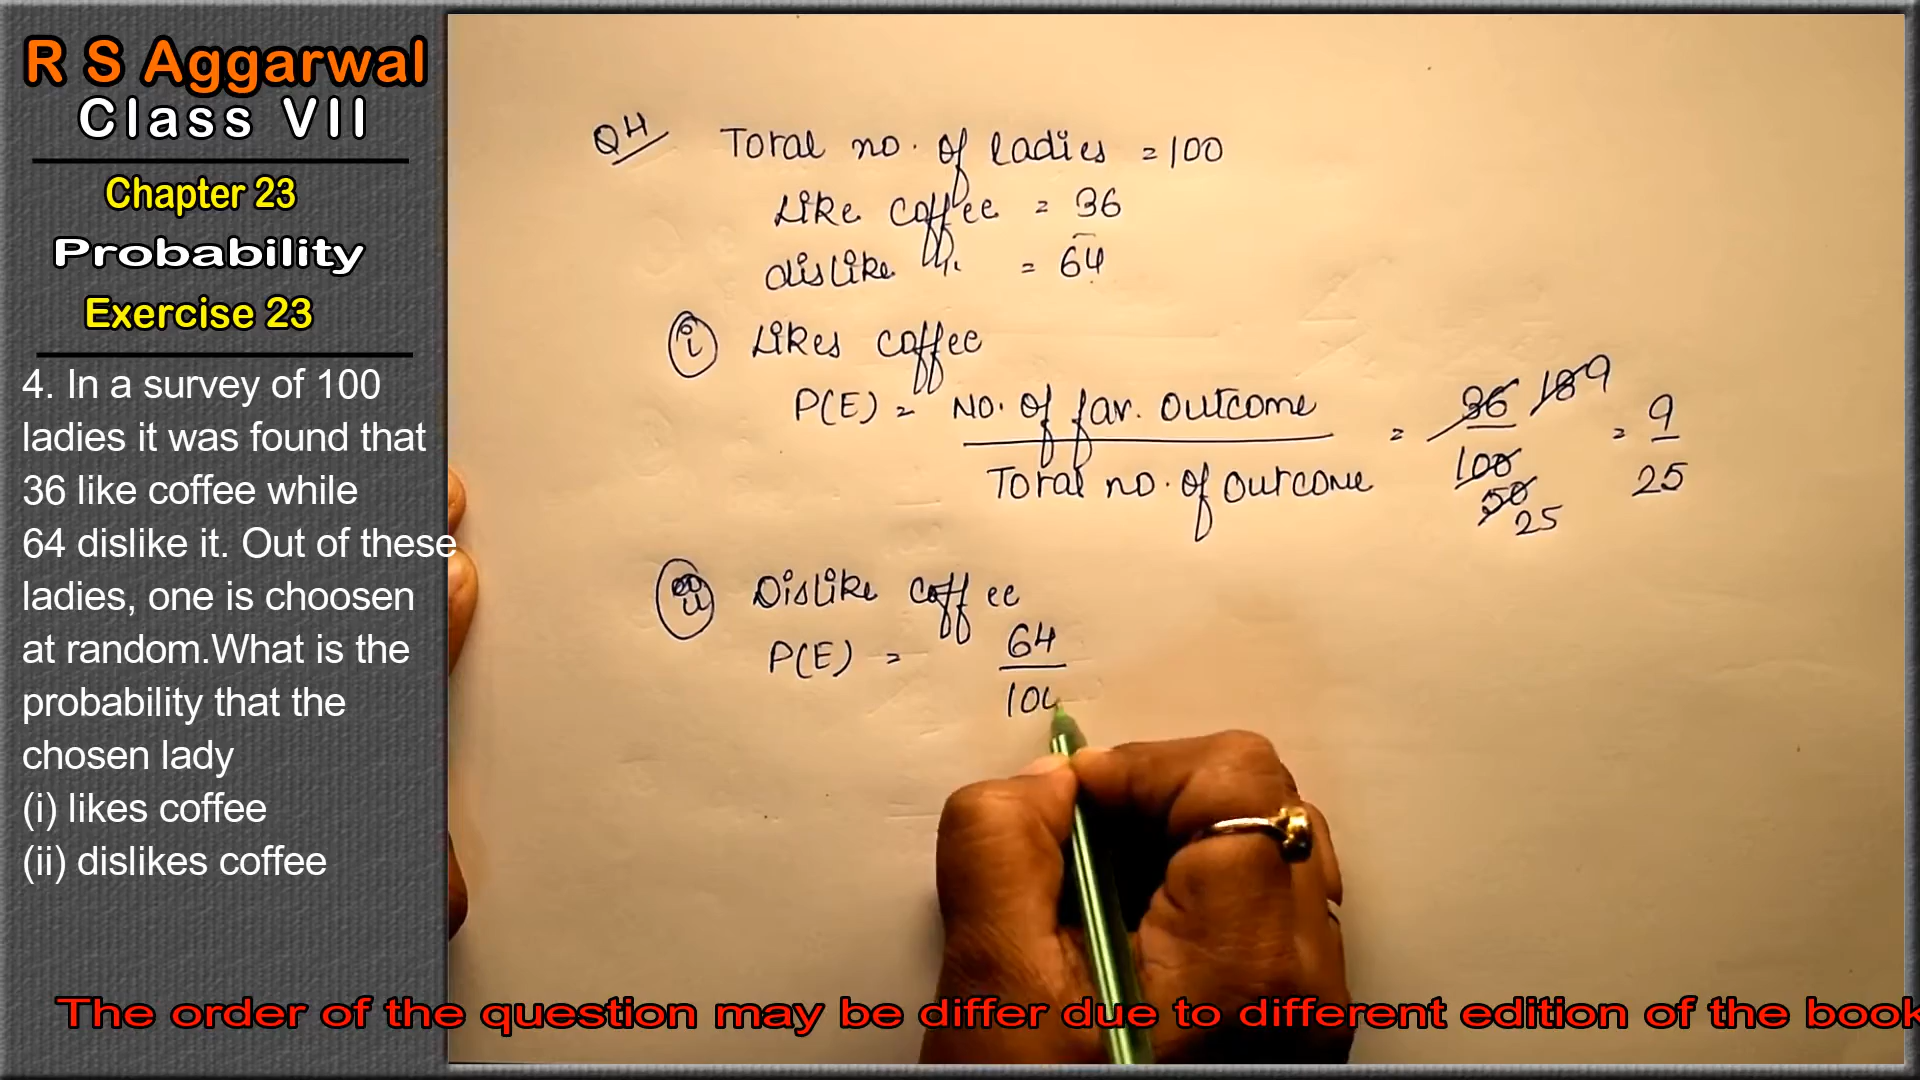 R S Aggarwal
Class VII
Chapter 23
Probability
Exercise 23
4. In a survey of 100
ladies it was found that
36 like coffee while
64 dislike it. Out of these
ladies, one is choosen
at random.What is the
probability that the
chosen lady
(i) likes coffee
(ii) dislikes coffee
Q4 Total no. of ladies = 100
Like coffee = 36
dislike " = 64
(i) Likes coffee
P(E) = No. of fav. outcome / Total no. of outcome = 36 18 9 / 100 50 25 = 9/25
(ii) Dislike coffee
P(E) = 64/100
The order of the question may be differ due to different edition of the book